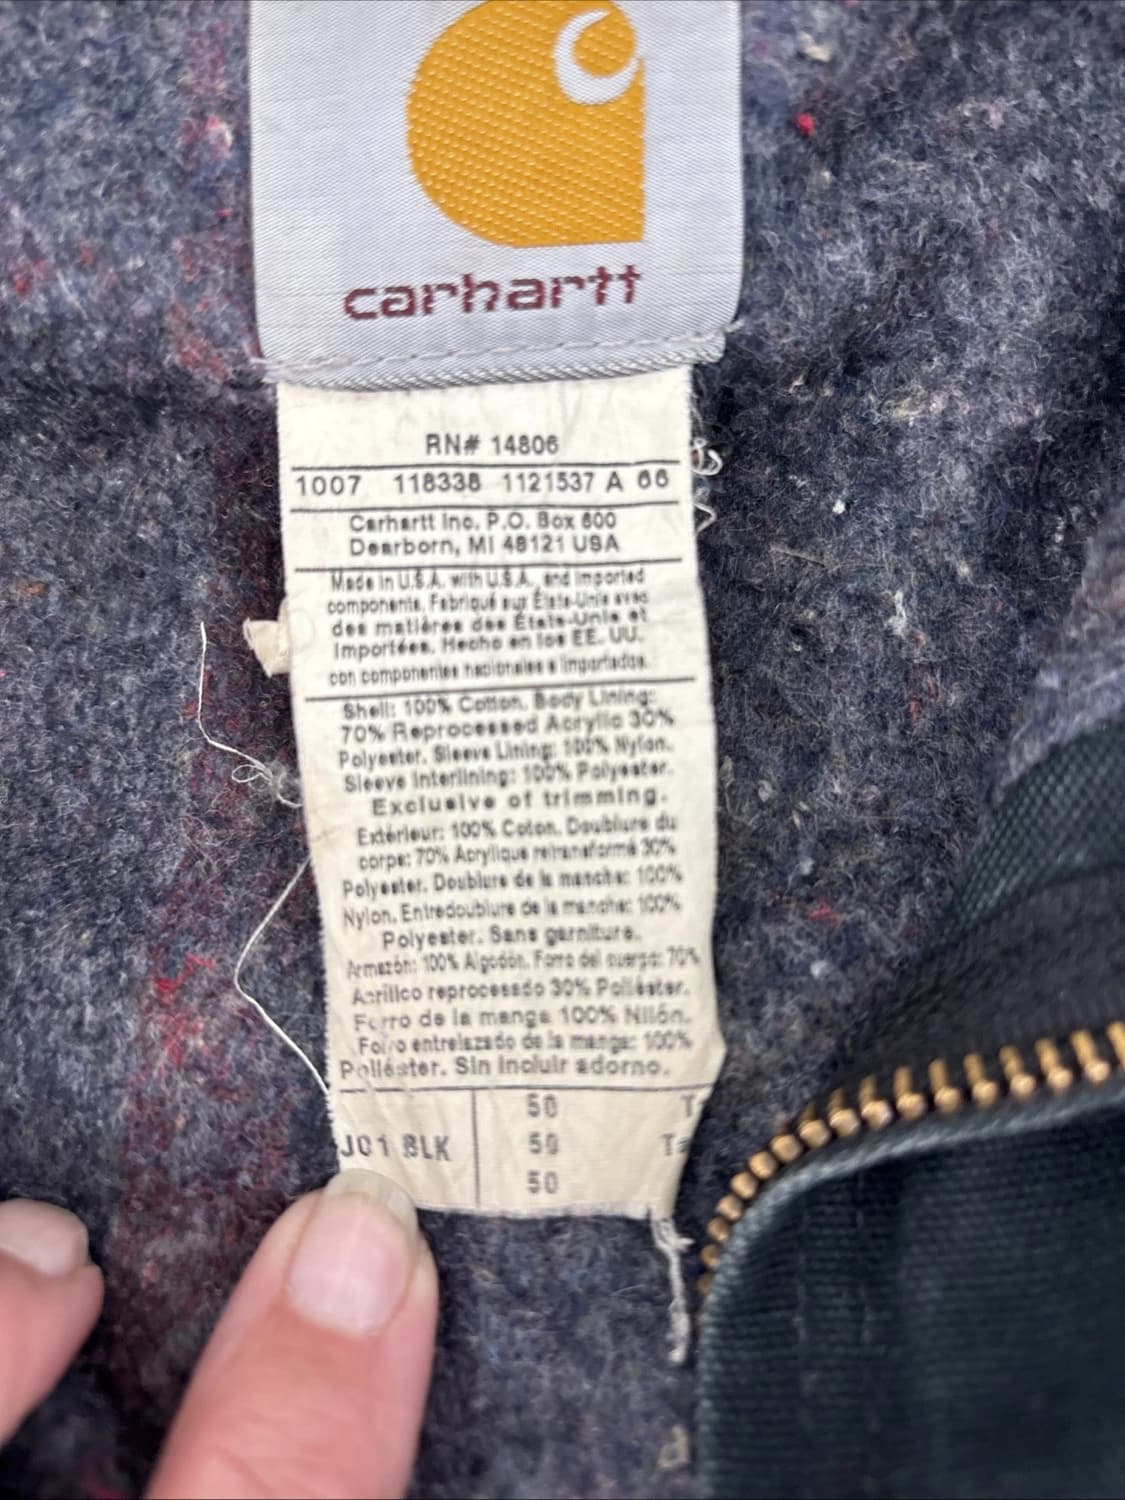 carhartt
RN# 14806
1007 118338 1121537 A 66
Carhartt Inc. P.O. Box 600
Dearborn, MI 48121 USA
Made in U.S.A. with U.S.A. and imported
components. Fabriqué aux États-Unis avec
des matières des États-Unis et
Importées. Hecho en los EE. UU.
con componentes nacionales e importados.
Shell: 100% Cotton. Body Lining:
70% Reprocessed Acrylic 30%
Polyester. Sleeve Lining: 100% Nylon.
Sleeve Interlining: 100% Polyester.
Exclusive of trimming.
Extérieur: 100% Coton. Doublure du
corps: 70% Acrylique retransformé 30%
Polyester. Doublure de la manche: 100%
Nylon. Entredoublure de la manche: 100%
Polyester. Sans garniture.
Armazón: 100% Algodón. Forro del cuerpo: 70%
Acrílico reprocesado 30% Poliéster.
Forro de la manga 100% Nilón.
Forro entrelazado de la manga: 100%
Poliéster. Sin incluir adorno.
50 T
J01 BLK 50
50